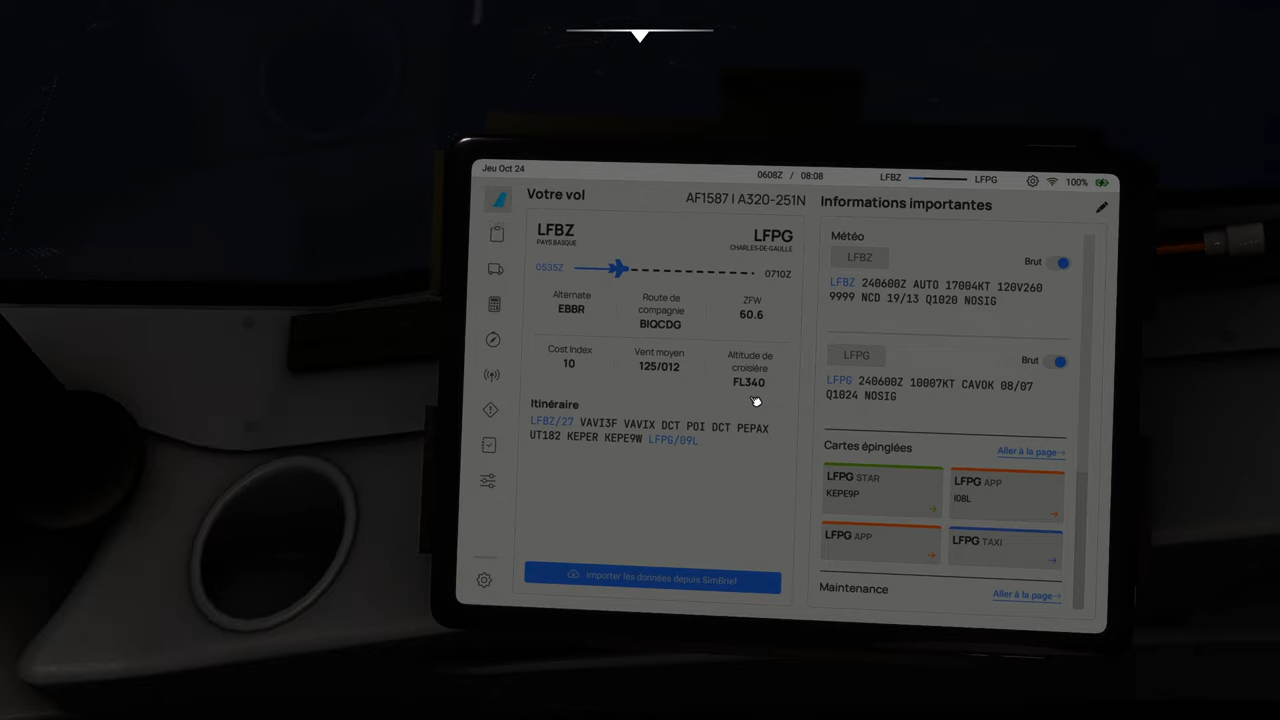 Jeu Oct 24
0608Z / 08:08
LFBZ LFPG
100%
Votre vol
AF1587 | A320-251N
LFBZ
PAYS BASQUE
LFPG
CHARLES-DE-GAULLE
0535Z
0710Z
Alternate
EBBR
Route de
compagnie
BIQCDG
ZFW
60.6
Cost Index
10
Vent moyen
125/012
Altitude de
croisière
FL340
Itinéraire
LFBZ/27 VAVI3F VAVIX DCT POI DCT PEPAX
UT182 KEPER KEPE9W LFPG/09L
Importer les données depuis SimBrief
Informations importantes
Météo
LFBZ
Brut
LFBZ 240600Z AUTO 17004KT 120V260
9999 NCD 19/13 Q1020 NOSIG
LFPG
Brut
LFPG 240600Z 10007KT CAVOK 08/07
Q1024 NOSIG
Cartes épinglées
Aller à la page
LFPG STAR
KEPE9P
LFPG APP
I08L
LFPG APP
LFPG TAXI
Maintenance
Aller à la page